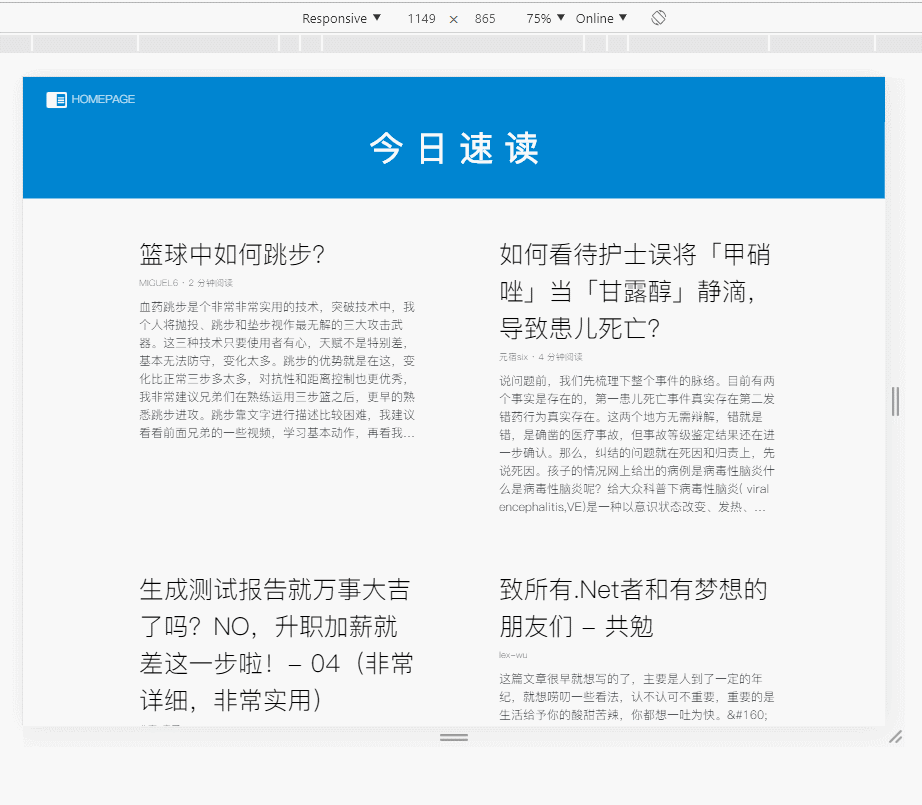 Responsive ▼ 1149 × 865 75% ▼ Online ▼
HOMEPAGE
今日速读
篮球中如何跳步？
MIGUEL6 · 2 分钟阅读
血药跳步是个非常非常实用的技术，突破技术中，我
个人将抛投、跳步和垫步视作最无解的三大攻击武
器。这三种技术只要使用者有心，天赋不是特别差，
基本无法防守，变化太多。跳步的优势就是在这，变
化比正常三步多太多，对抗性和距离控制也更优秀，
我非常建议兄弟们在熟练运用三步篮之后，更早的熟
悉跳步进攻。跳步靠文字进行描述比较困难，我建议
看看前面兄弟的一些视频，学习基本动作，再看我...
如何看待护士误将「甲硝
唑」当「甘露醇」静滴，
导致患儿死亡？
元宿six · 4 分钟阅读
说问题前，我们先梳理下整个事件的脉络。目前有两
个事实是存在的，第一患儿死亡事件真实存在第二发
错药行为真实存在。这两个地方无需辩解，错就是
错，是确凿的医疗事故，但事故等级鉴定结果还在进
一步确认。那么，纠结的问题就在死因和归责上，先
说死因。孩子的情况网上给出的病例是病毒性脑炎什
么是病毒性脑炎呢？给大众科普下病毒性脑炎( viral
encephalitis,VE)是一种以意识状态改变、发热、...
生成测试报告就万事大吉
了吗？NO，升职加薪就
差这一步啦！- 04（非常
详细，非常实用）
致所有.Net者和有梦想的
朋友们 - 共勉
lex-wu
这篇文章很早就想写的了，主要是人到了一定的年
纪，就想唠叨一些看法，认不认可不重要，重要的是
生活给予你的酸甜苦辣，你都想一吐为快。&#160;